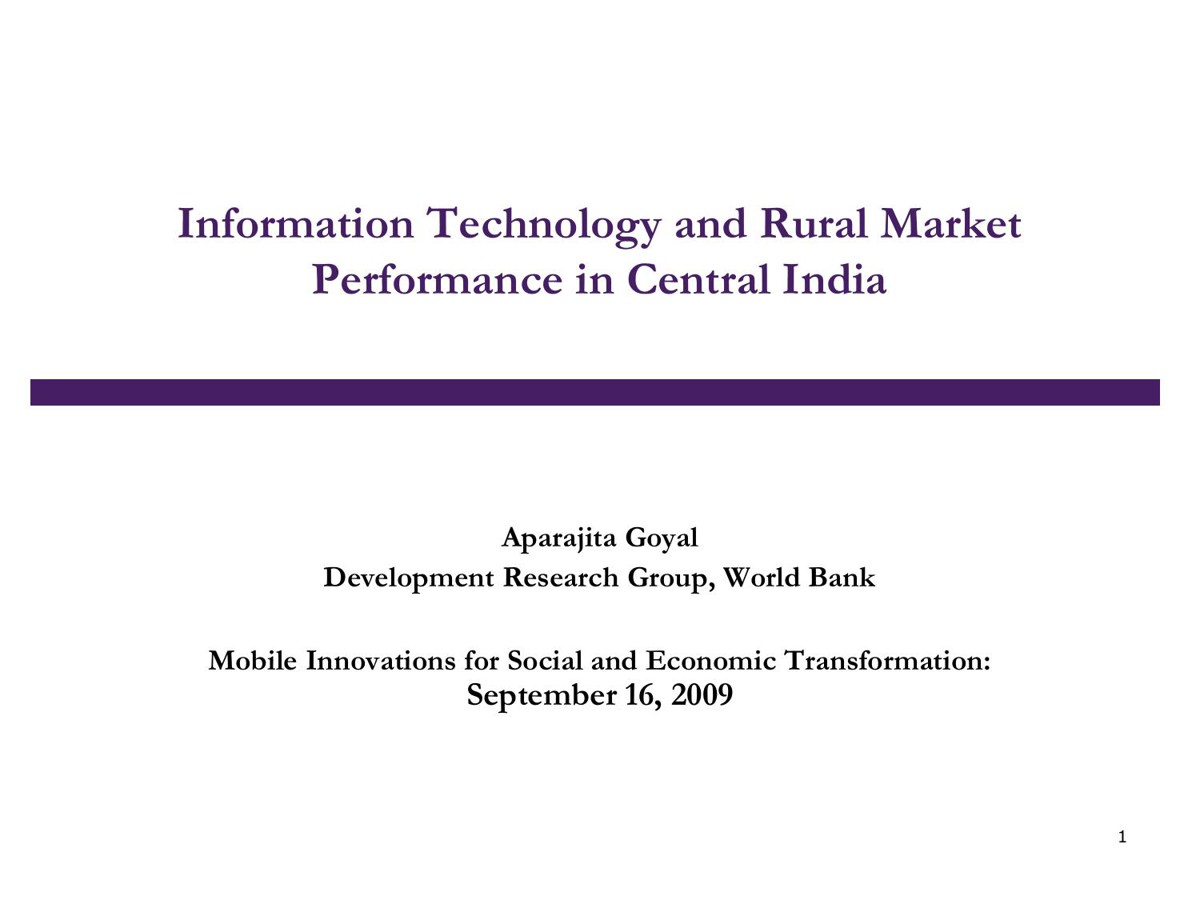 Information Technology and Rural Market
Performance in Central India
Aparajita Goyal
Development Research Group, World Bank
Mobile Innovations for Social and Economic Transformation:
September 16, 2009
1